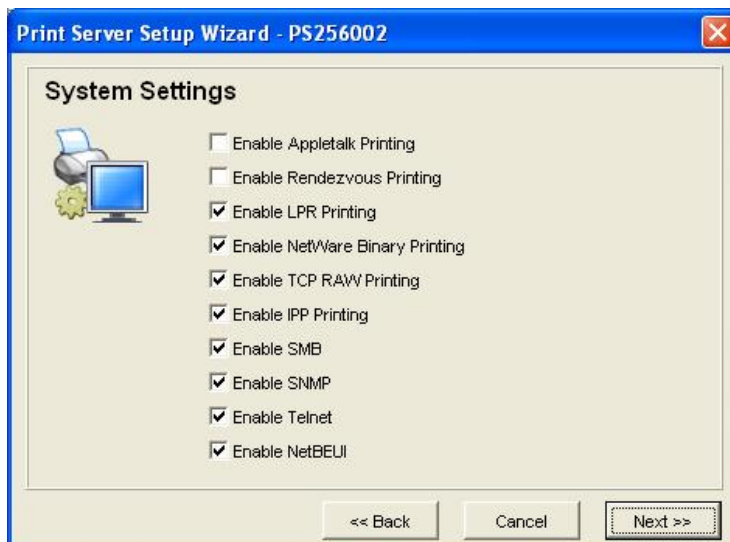 Print Server Setup Wizard - PS256002
System Settings
Enable Appletalk Printing
Enable Rendezvous Printing
Enable LPR Printing
Enable NetWare Binary Printing
Enable TCP RAW Printing
Enable IPP Printing
Enable SMB
Enable SNMP
Enable Telnet
Enable NetBEUI
<< Back
Cancel
Next >>